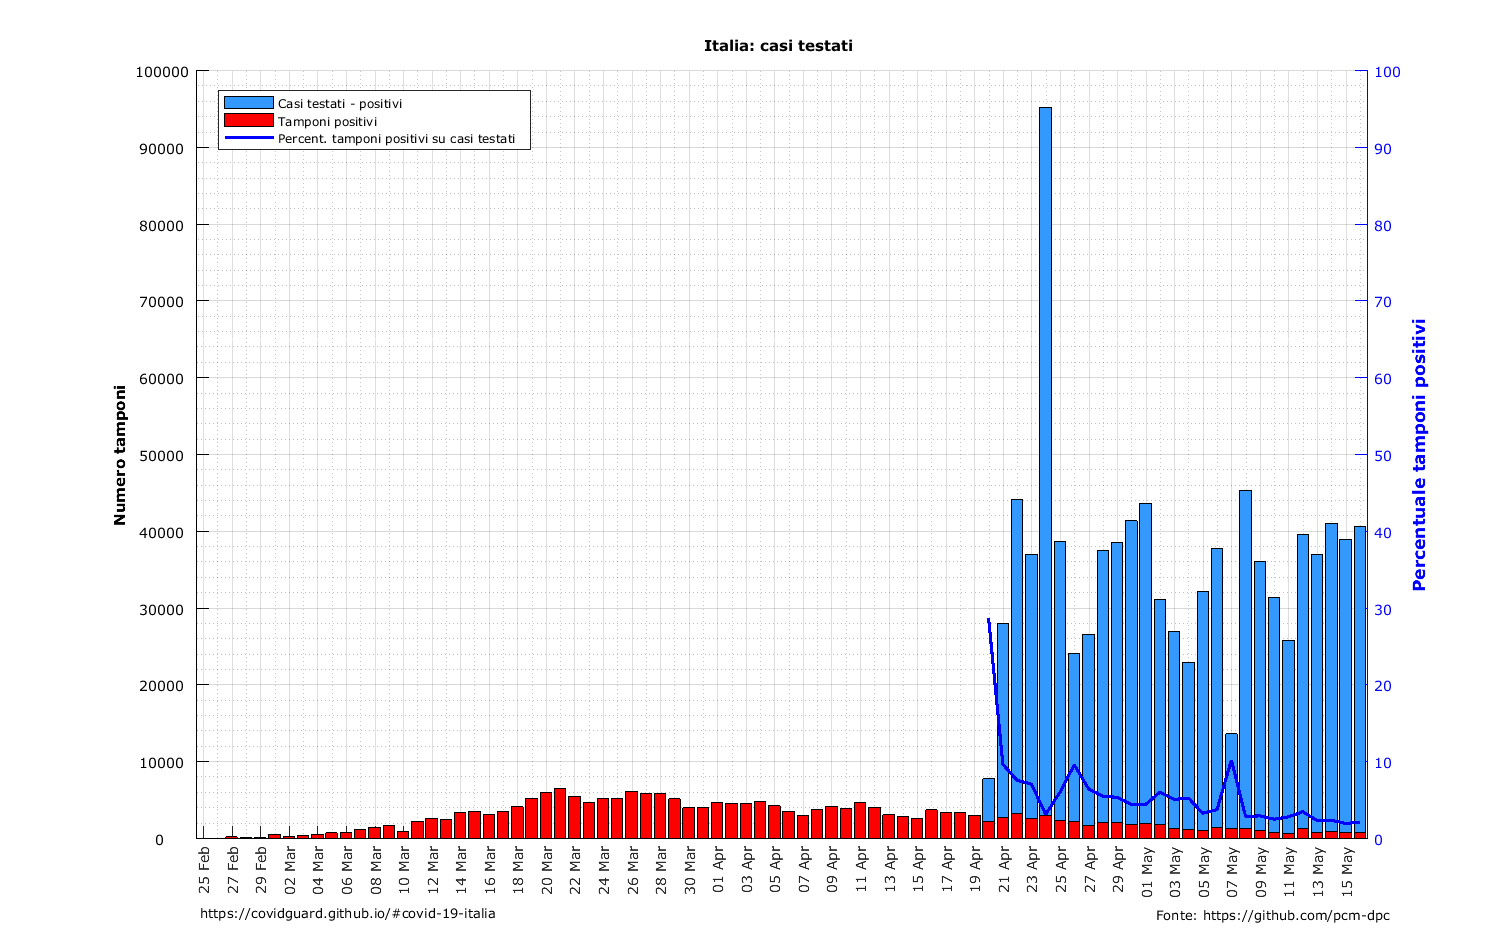 Italia: casi testati
Casi testati - positivi
Tamponi positivi
Percent. tamponi positivi su casi testati
Numero tamponi
100000
90000
80000
70000
60000
50000
40000
30000
20000
10000
0
100
90
80
70
60
50
40
30
20
10
0
Percentuale tamponi positivi
25 Feb
27 Feb
29 Feb
02 Mar
04 Mar
06 Mar
08 Mar
10 Mar
12 Mar
14 Mar
16 Mar
18 Mar
20 Mar
22 Mar
24 Mar
26 Mar
28 Mar
30 Mar
01 Apr
03 Apr
05 Apr
07 Apr
09 Apr
11 Apr
13 Apr
15 Apr
17 Apr
19 Apr
21 Apr
23 Apr
25 Apr
27 Apr
29 Apr
01 May
03 May
05 May
07 May
09 May
11 May
13 May
15 May
https://covidguard.github.io/#covid-19-italia
Fonte: https://github.com/pcm-dpc